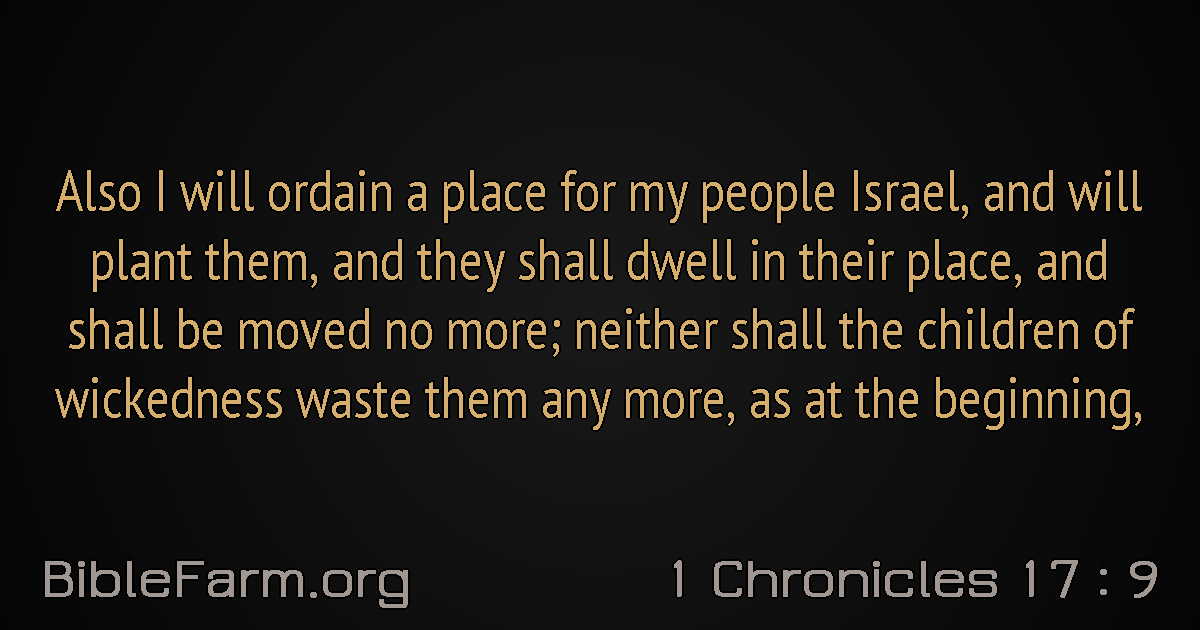 Also I will ordain a place for my people Israel, and will
plant them, and they shall dwell in their place, and
shall be moved no more; neither shall the children of
wickedness waste them any more, as at the beginning,
BibleFarm.org
1 Chronicles 17 : 9